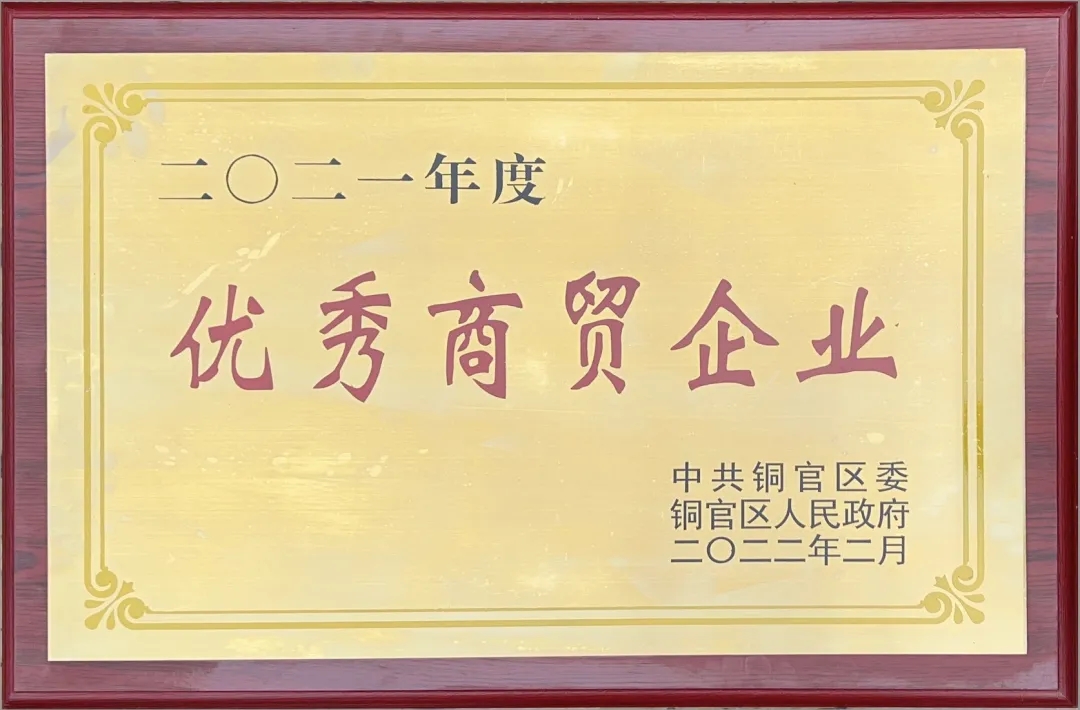 二〇二一年度
优秀商贸企业
中共铜官区委
铜官区人民政府
二〇二二年二月